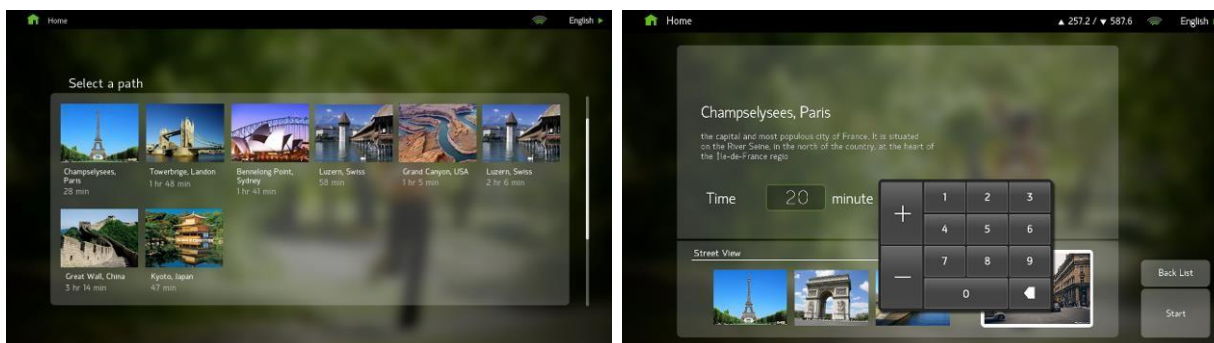 Home
English
Select a path
Champselysees,
Paris
28 min
Towerbrige, Landon
1 hr 48 min
Bennelong Point,
Sydney
1 hr 41 min
Luzern, Swiss
58 min
Grand Canyon, USA
1 hr 5 min
Luzern, Swiss
2 hr 6 min
Great Wall, China
3 hr 14 min
Kyoto, Japan
47 min
Home
▲ 257.2 / ▼ 587.6
English
Champselysees, Paris
the capital and most populous city of France. It is situated
on the River Seine, in the north of the country, at the heart of
the Île-de-France regio
Time 20 minute
+
−
1 2 3
4 5 6
7 8 9
0
Street View
Back List
Start